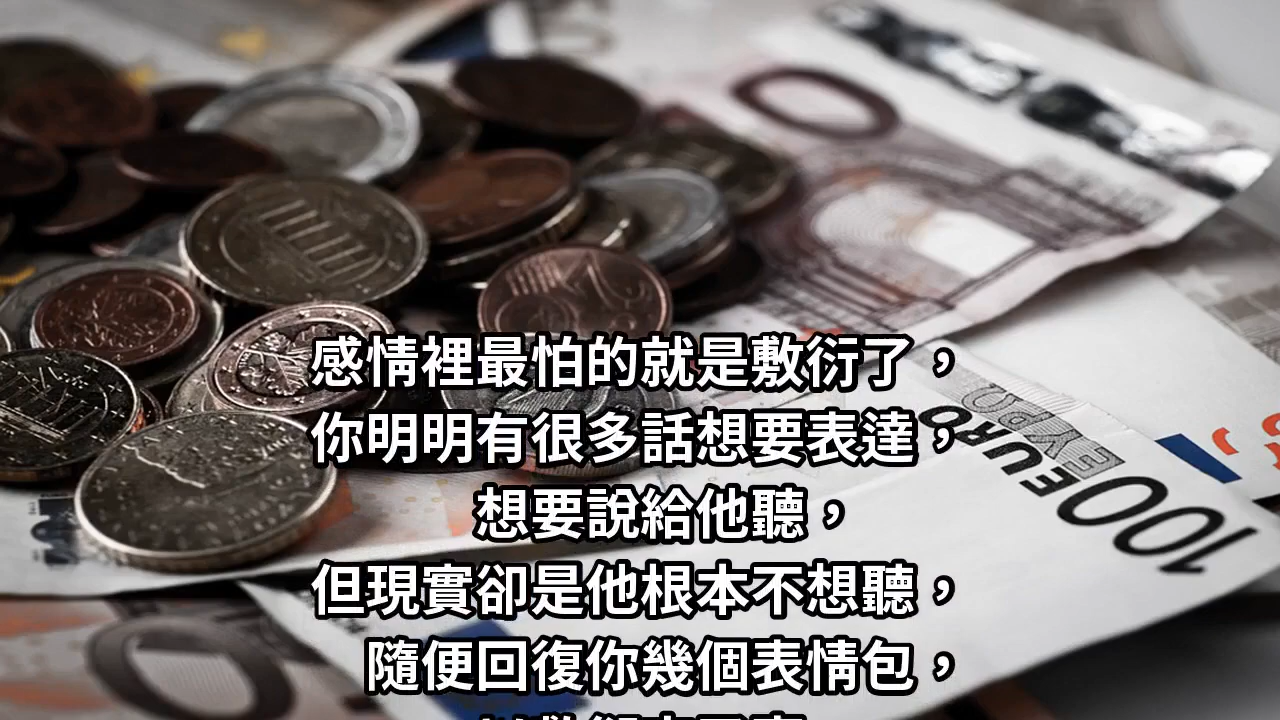 感情裡最怕的就是敷衍了，
你明明有很多話想要表達，
想要說給他聽，
但現實卻是他根本不想聽，
隨便回復你幾個表情包，
EURO
ΕΥΡΩ
100